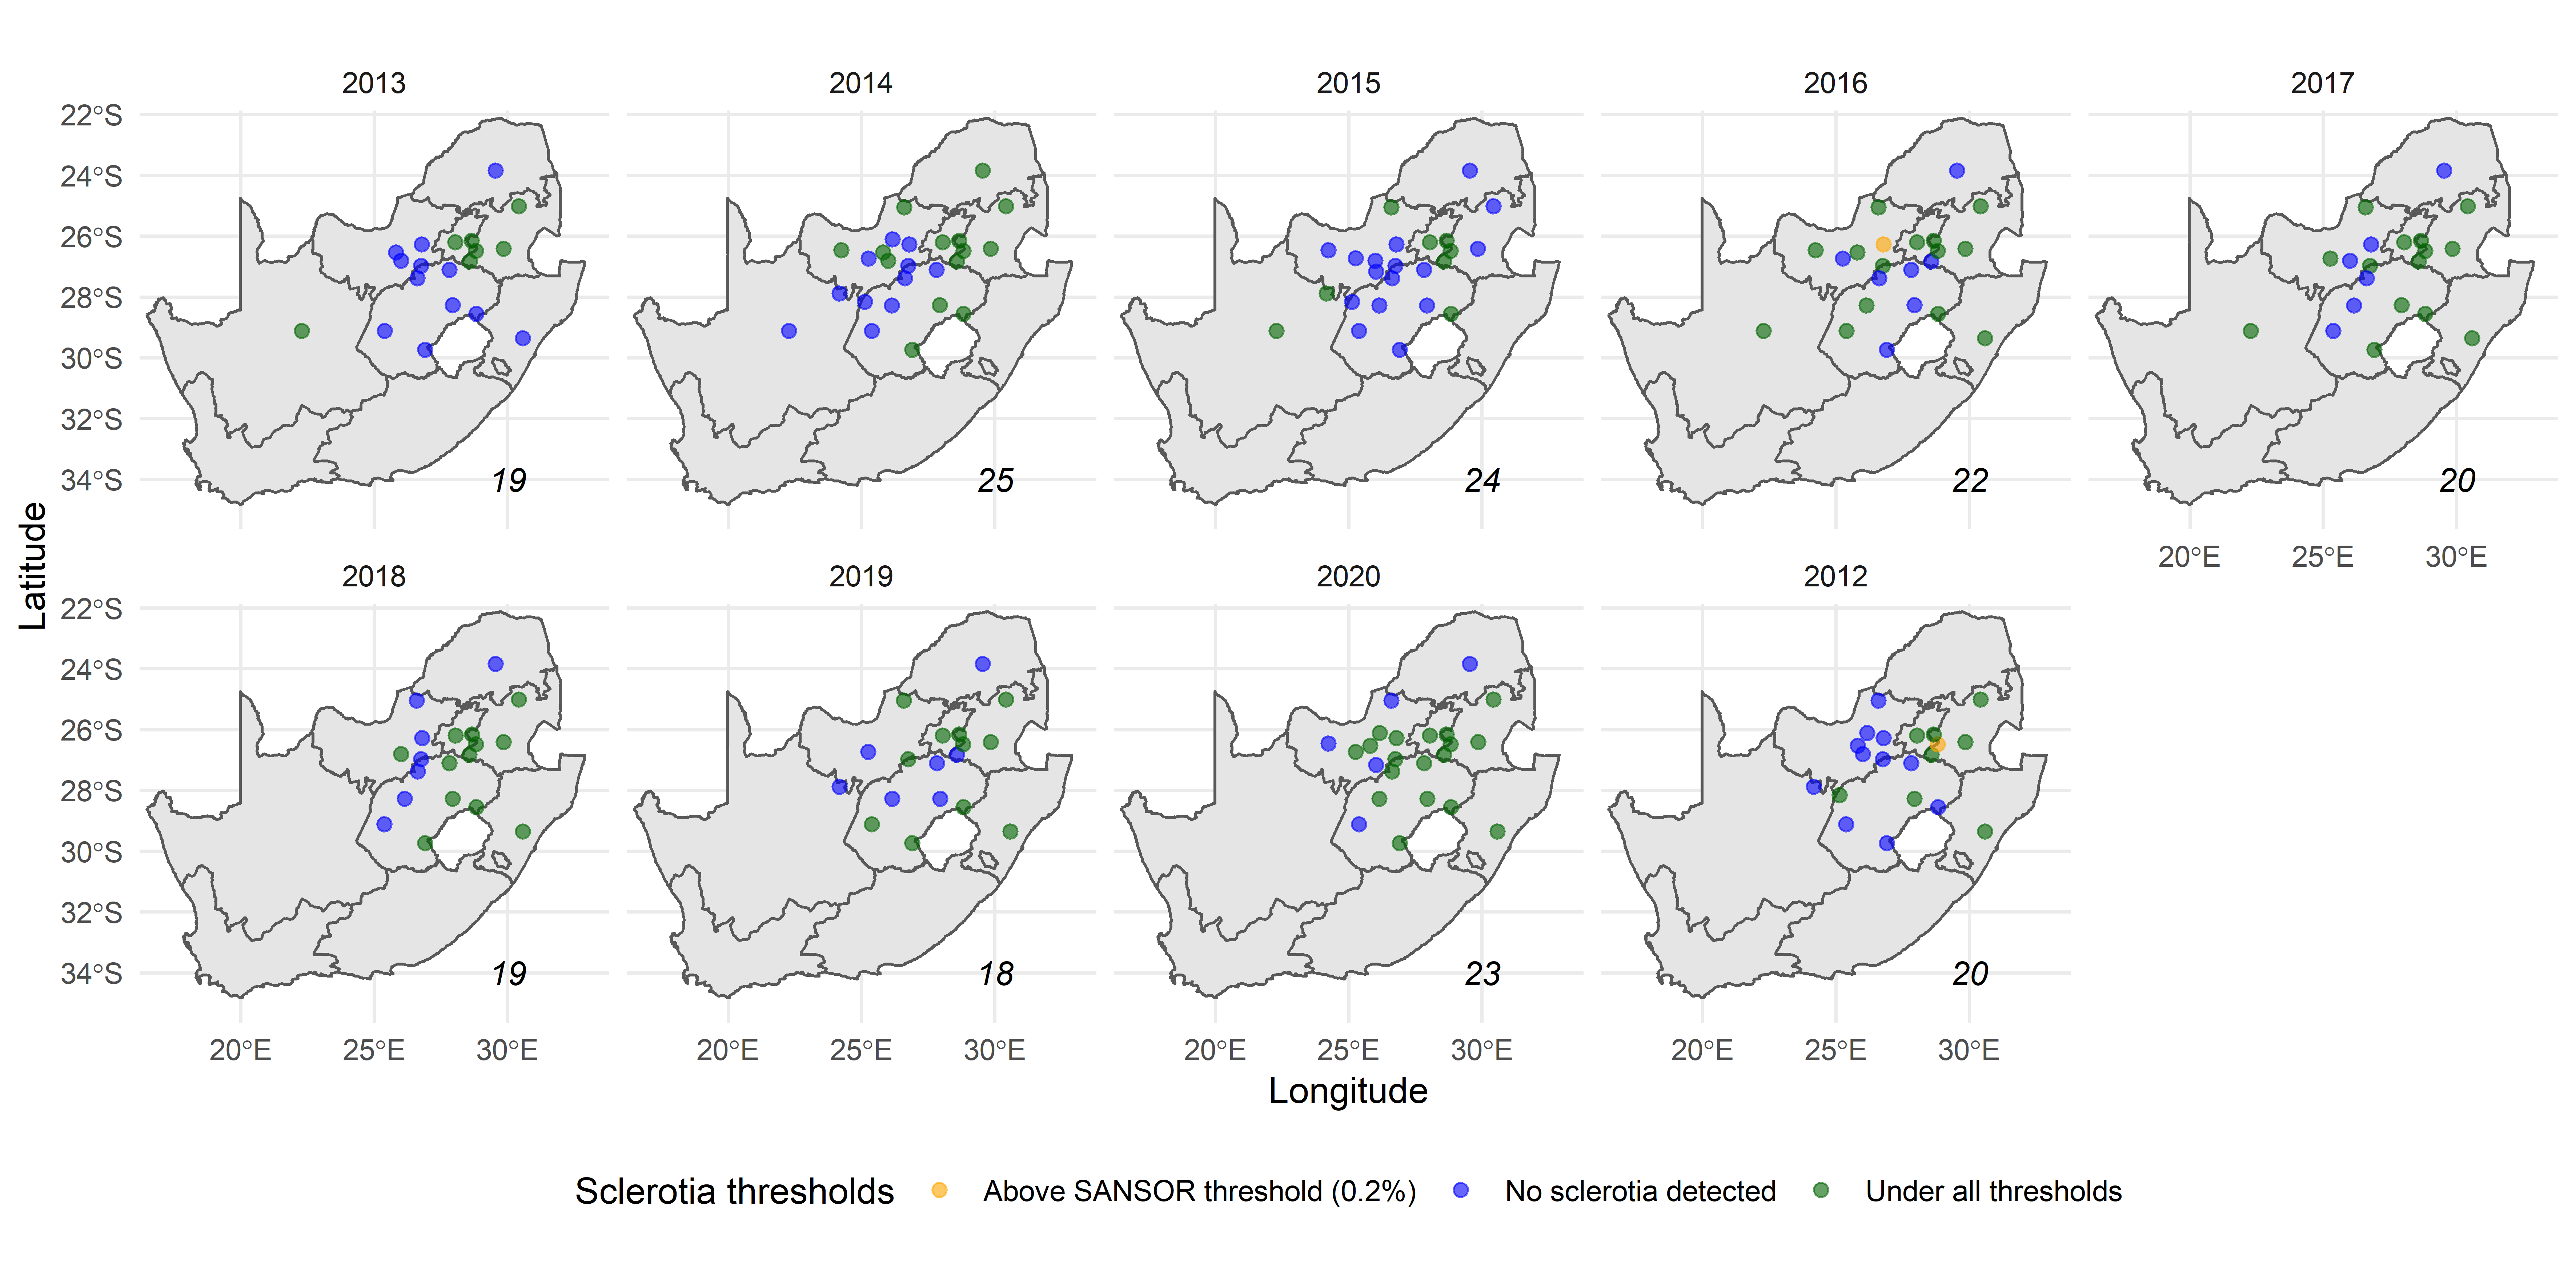 2013 2014 2015 2016 2017
22°S
24°S
26°S
28°S
30°S
32°S
34°S
19 25 24 22 20
20°E 25°E 30°E
Latitude
2018 2019 2020 2012
22°S
24°S
26°S
28°S
30°S
32°S
34°S
19 18 23 20
20°E 25°E 30°E 20°E 25°E 30°E 20°E 25°E 30°E 20°E 25°E 30°E
Longitude
Sclerotia thresholds Above SANSOR threshold (0.2%) No sclerotia detected Under all thresholds